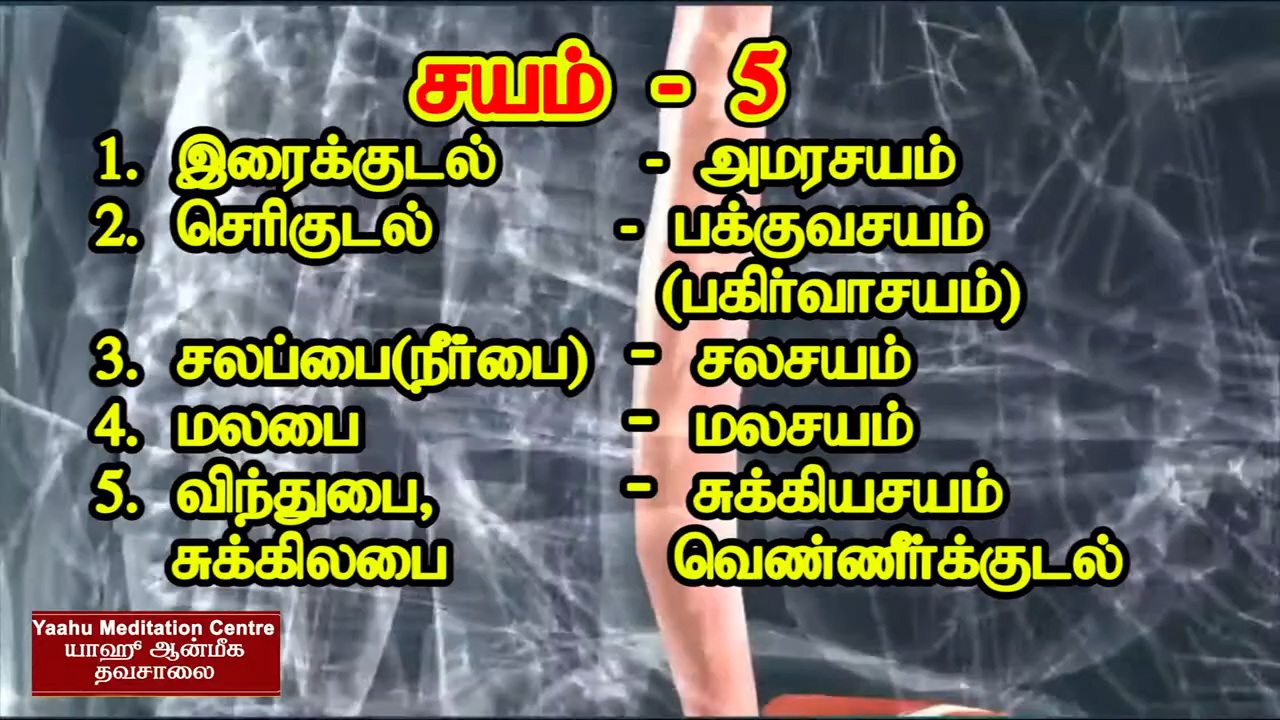 சயம் - 5
1. இரைக்குடல் - அமரசயம்
2. செரிகுடல் - பக்குவசயம்
(பகிர்வாசயம்)
3. சலப்பை(நீர்பை) - சலசயம்
4. மலபை - மலசயம்
5. விந்துபை, - சுக்கியசயம்
சுக்கிலபை வெண்ணீர்க்குடல்
Yaahu Meditation Centre
யாஹூ ஆன்மீக
தவசாலை